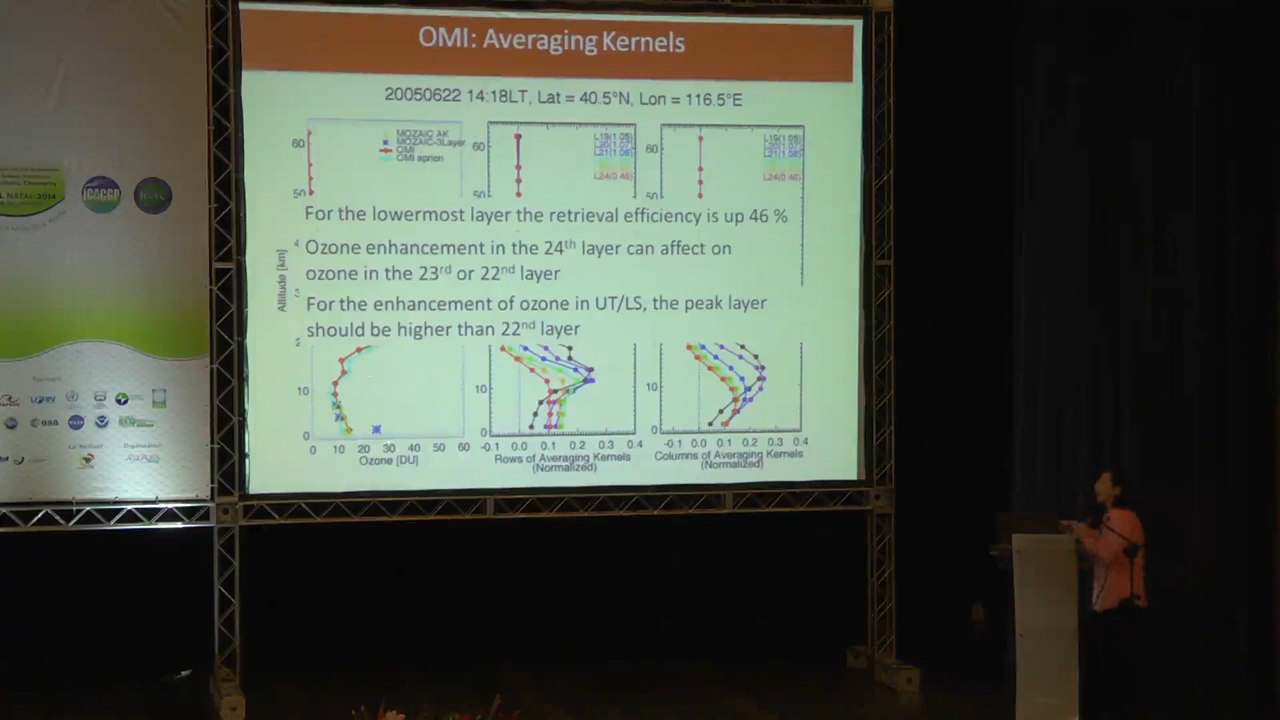 OMI: Averaging Kernels
20050622 14:18LT, Lat = 40.5°N, Lon = 116.5°E
MOZAIC AK
MOZAIC-3Layer
OMI
OMI apriori
L19(1.05)
L20(1.07)
L21(1.06)
L24(0.46)
L19(1.05)
L20(1.07)
L21(1.06)
L24(0.46)
60
60
60
50
50
50
For the lowermost layer the retrieval efficiency is up 46 %
Ozone enhancement in the 24th layer can affect on
ozone in the 23rd or 22nd layer
For the enhancement of ozone in UT/LS, the peak layer
should be higher than 22nd layer
Altitude [km]
10
10
10
0
0
0
0 10 20 30 40 50 60
-0.1 0.0 0.1 0.2 0.3 0.4
-0.1 0.0 0.1 0.2 0.3 0.4
Ozone [DU]
Rows of Averaging Kernels
(Normalized)
Columns of Averaging Kernels
(Normalized)
NATAL 2014
iCACGP
IGAC
esa